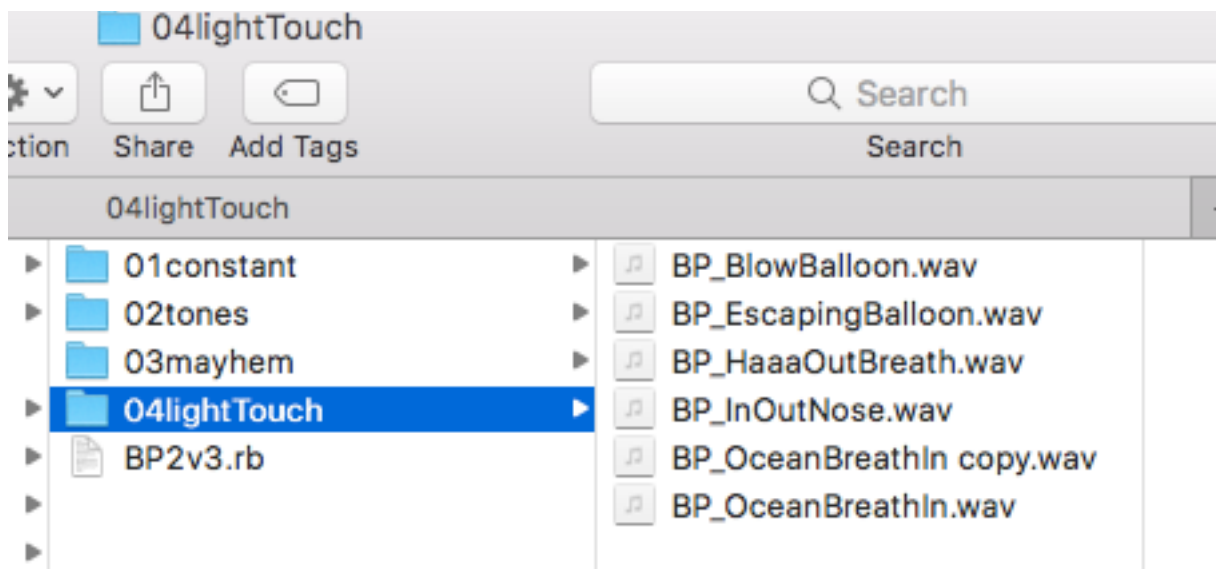 04lightTouch
Search
ction Share Add Tags Search
04lightTouch
01constant
02tones
03mayhem
04lightTouch
BP2v3.rb
BP_BlowBalloon.wav
BP_EscapingBalloon.wav
BP_HaaaOutBreath.wav
BP_InOutNose.wav
BP_OceanBreathIn copy.wav
BP_OceanBreathIn.wav